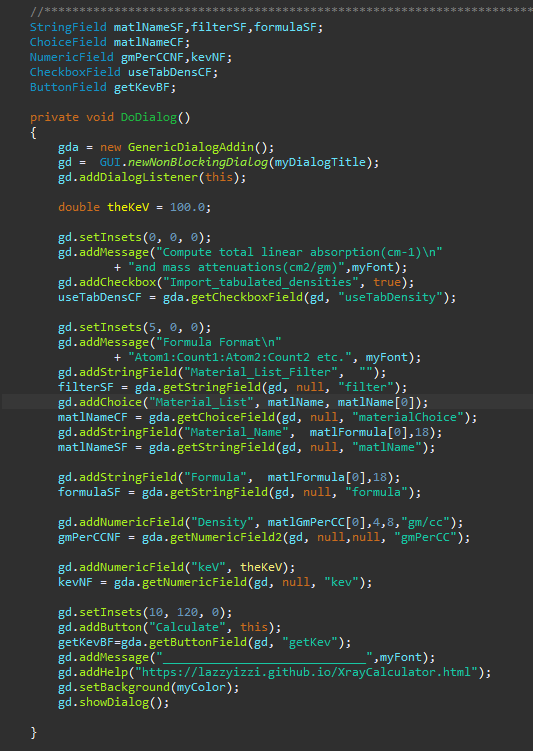 //**********************************************************************
StringField matlNameSF,filterSF,formulaSF;
ChoiceField matlNameCF;
NumericField gmPerCCNF,kevNF;
CheckboxField useTabDensCF;
ButtonField getKevBF;
private void DoDialog()
{
gda = new GenericDialogAddin();
gd =  GUI.newNonBlockingDialog(myDialogTitle);
gd.addDialogListener(this);
double theKeV = 100.0;
gd.setInsets(0, 0, 0);
gd.addMessage("Compute total linear absorption(cm-1)\n"
+ "and mass attenuations(cm2/gm)",myFont);
gd.addCheckbox("Import_tabulated_densities", true);
useTabDensCF = gda.getCheckboxField(gd, "useTabDensity");
gd.setInsets(5, 0, 0);
gd.addMessage("Formula Format\n"
+ "Atom1:Count1:Atom2:Count2 etc.", myFont);
gd.addStringField("Material_List_Filter",  "");
filterSF = gda.getStringField(gd, null, "filter");
gd.addChoice("Material_List", matlName, matlName[0]);
matlNameCF = gda.getChoiceField(gd, null, "materialChoice");
gd.addStringField("Material_Name",  matlFormula[0],18);
matlNameSF = gda.getStringField(gd, null, "matlName");
gd.addStringField("Formula",  matlFormula[0],18);
formulaSF = gda.getStringField(gd, null, "formula");
gd.addNumericField("Density", matlGmPerCC[0],4,8,"gm/cc");
gmPerCCNF = gda.getNumericField2(gd, null,null, "gmPerCC");
gd.addNumericField("keV", theKeV);
kevNF = gda.getNumericField(gd, null, "kev");
gd.setInsets(10, 120, 0);
gd.addButton("Calculate", this);
getKevBF=gda.getButtonField(gd, "getKev");
gd.addMessage("_________________________________",myFont);
gd.addHelp("https://lazzyizzi.github.io/XrayCalculator.html");
gd.setBackground(myColor);
gd.showDialog();
}